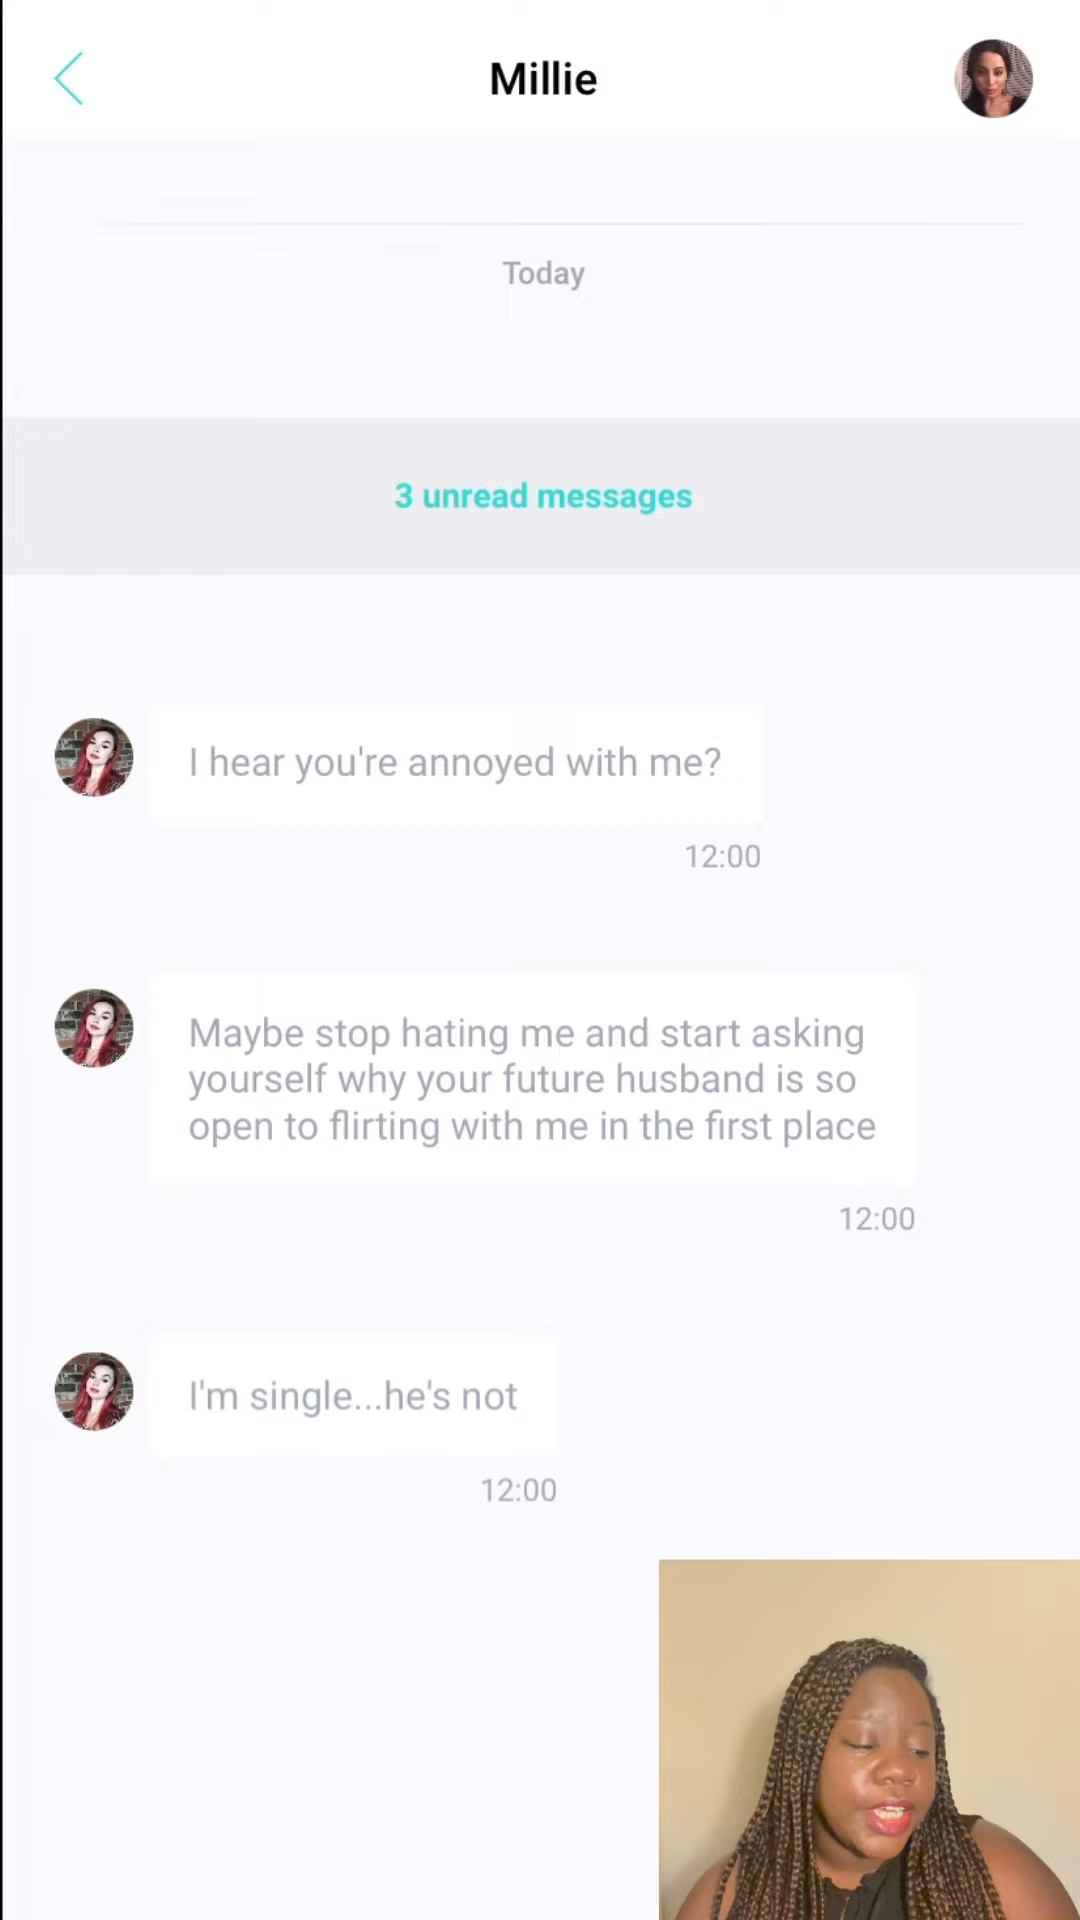 Millie
Today
3 unread messages
I hear you're annoyed with me?
12:00
Maybe stop hating me and start asking
yourself why your future husband is so
open to flirting with me in the first place
12:00
I'm single...he's not
12:00